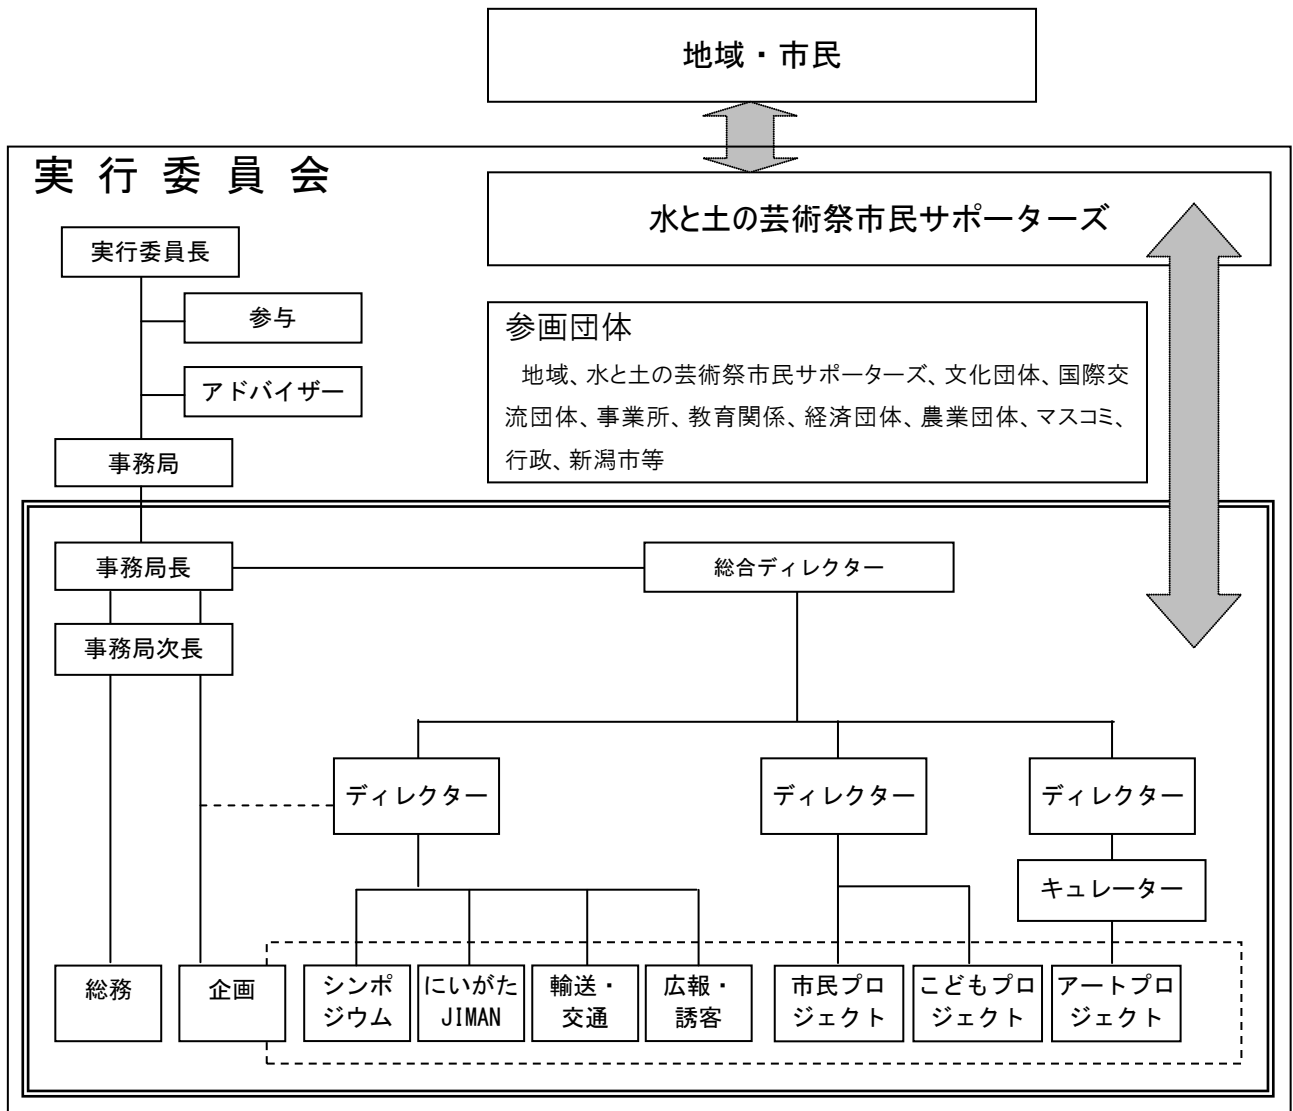 地域・市民
実行委員会
水と土の芸術祭市民サポーターズ
実行委員長
参与
アドバイザー
事務局
参画団体
地域、水と土の芸術祭市民サポーターズ、文化団体、国際交
流団体、事業所、教育関係、経済団体、農業団体、マスコミ、
行政、新潟市等
事務局長
総合ディレクター
事務局次長
ディレクター
ディレクター
ディレクター
キュレーター
総務
企画
シンポ
ジウム
にいがた
JIMAN
輸送・
交通
広報・
誘客
市民プロ
ジェクト
こどもプロ
ジェクト
アートプロ
ジェクト